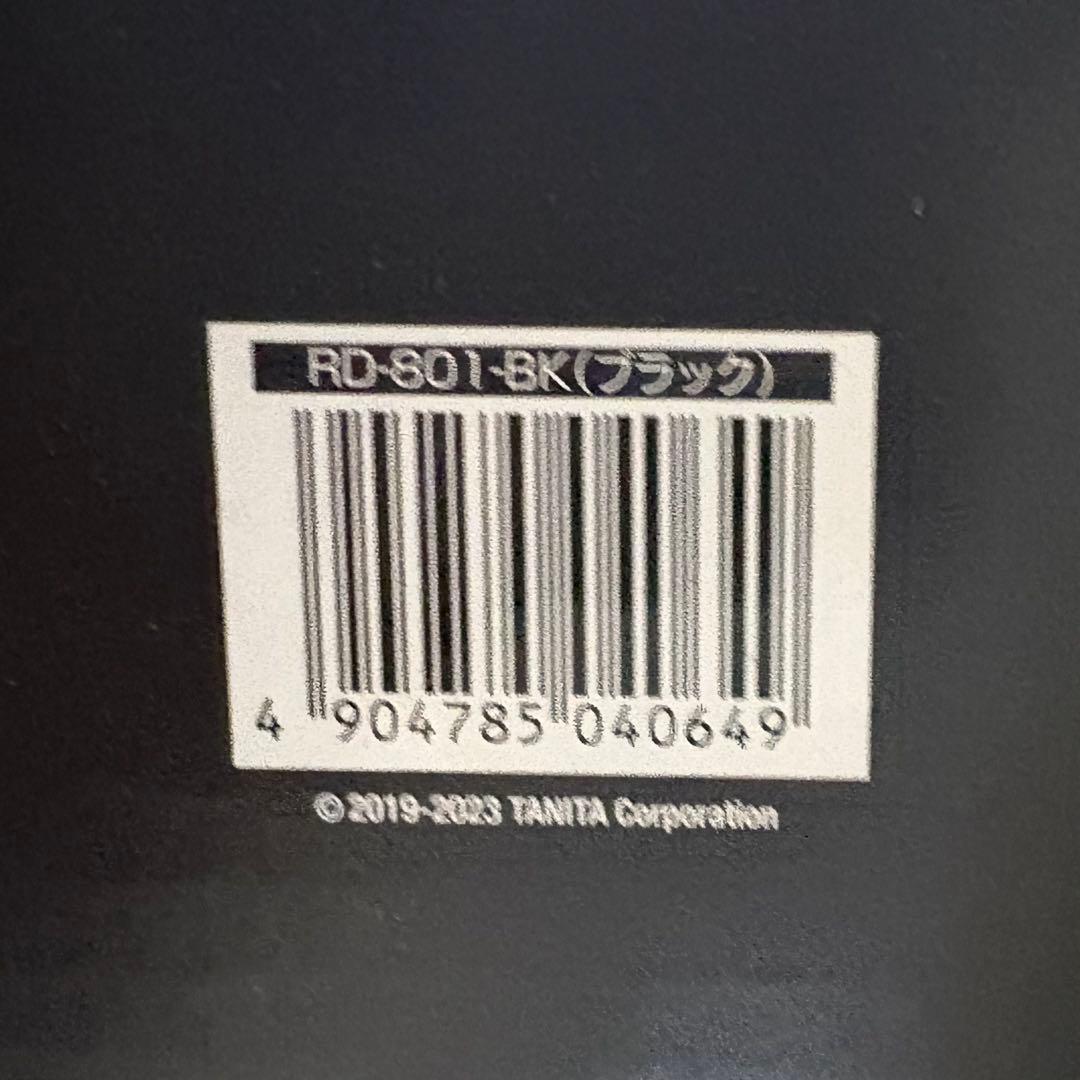 RD-801-BK(ブラック)
4 904785 040649
©2019-2023 TANITA Corporation